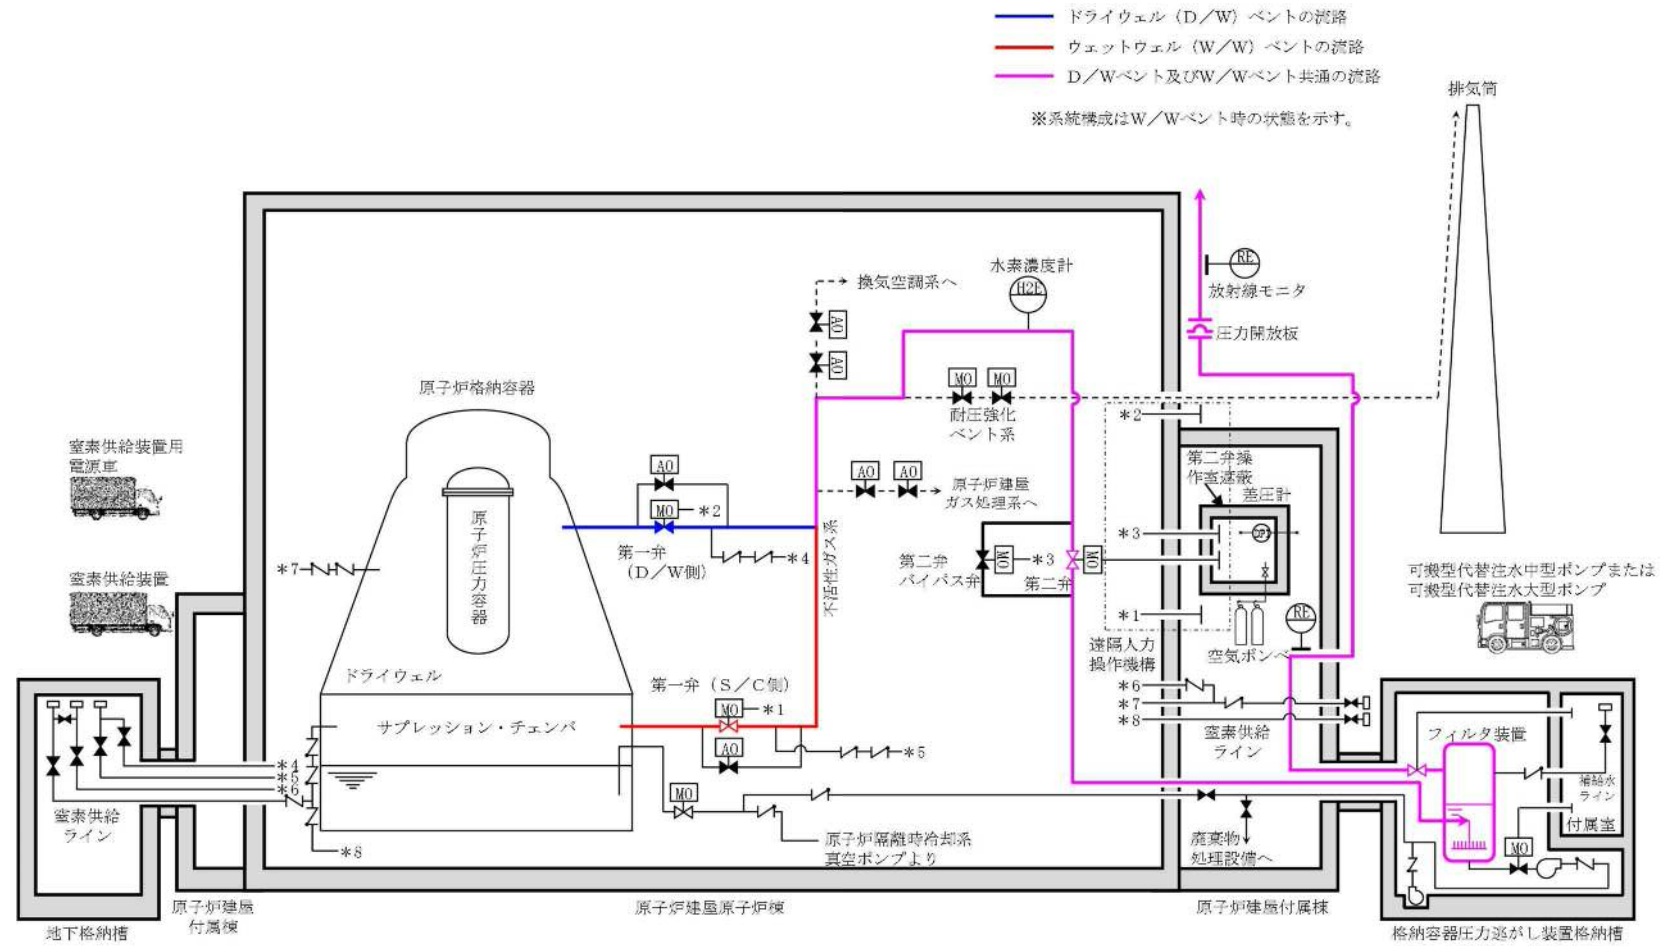 ドライウェル（D／W）ベントの流路
ウェットウェル（W／W）ベントの流路
D／Wベント及びW／Wベント共通の流路
※系統構成はW／Wベント時の状態を示す。
排気筒
RE
放射線モニタ
圧力開放板
水素濃度計
H2E
換気空調系へ
AO
AO
MO
MO
耐圧強化
ベント系
原子炉格納容器
原子炉圧力容器
窒素供給装置用
電源車
窒素供給装置
AO
MO
＊2
第一弁
（D／W側）
＊4
AO
AO
原子炉建屋
ガス処理系へ
不活性ガス系
第二弁
バイパス弁
MO
＊3
第二弁
MO
＊2
＊3
＊1
第二弁操
作室遮蔽
差圧計
DP
RE
空気ボンベ
遠隔人力
操作機構
＊6
＊7
＊8
窒素供給
ライン
可搬型代替注水中型ポンプまたは
可搬型代替注水大型ポンプ
＊7
ドライウェル
サプレッション・チェンバ
第一弁（S／C側）
MO
＊1
AO
＊5
MO
原子炉隔離時冷却系
真空ポンプより
＊4
＊5
＊6
＊8
窒素供給
ライン
廃棄物
処理設備へ
フィルタ装置
補給水
ライン
付属室
MO
地下格納槽
原子炉建屋
付属棟
原子炉建屋原子炉棟
原子炉建屋付属棟
格納容器圧力逃がし装置格納槽